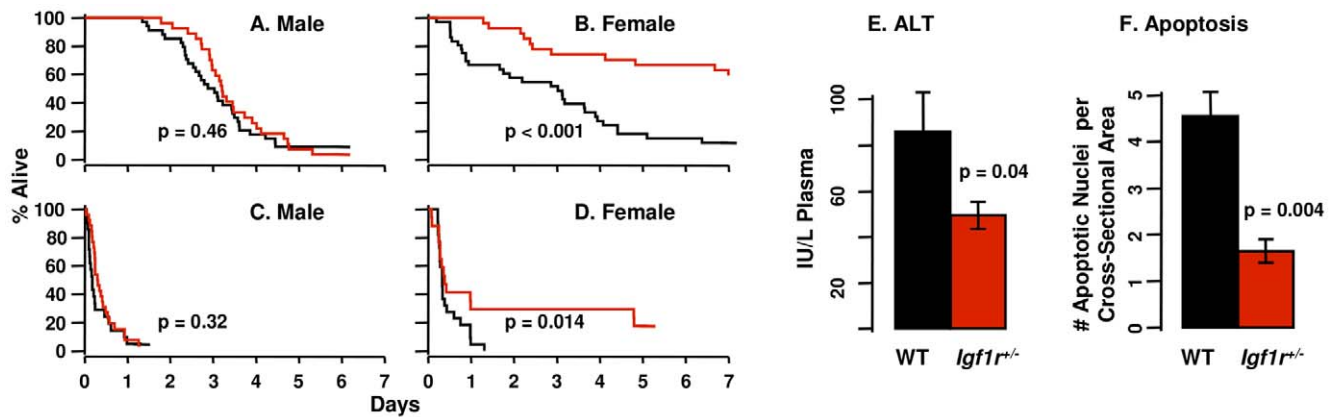 A. Male
B. Female
E. ALT
F. Apoptosis
% Alive
100
80
60
40
20
0
p = 0.46
p < 0.001
C. Male
D. Female
100
80
60
40
20
0
p = 0.32
p = 0.014
0 1 2 3 4 5 6 7
0 1 2 3 4 5 6 7
Days
IU/L Plasma
100
60
20
p = 0.04
WT Igf1r+/-
# Apoptotic Nuclei per
Cross-Sectional Area
5
4
3
2
1
0
p = 0.004
WT Igf1r+/-